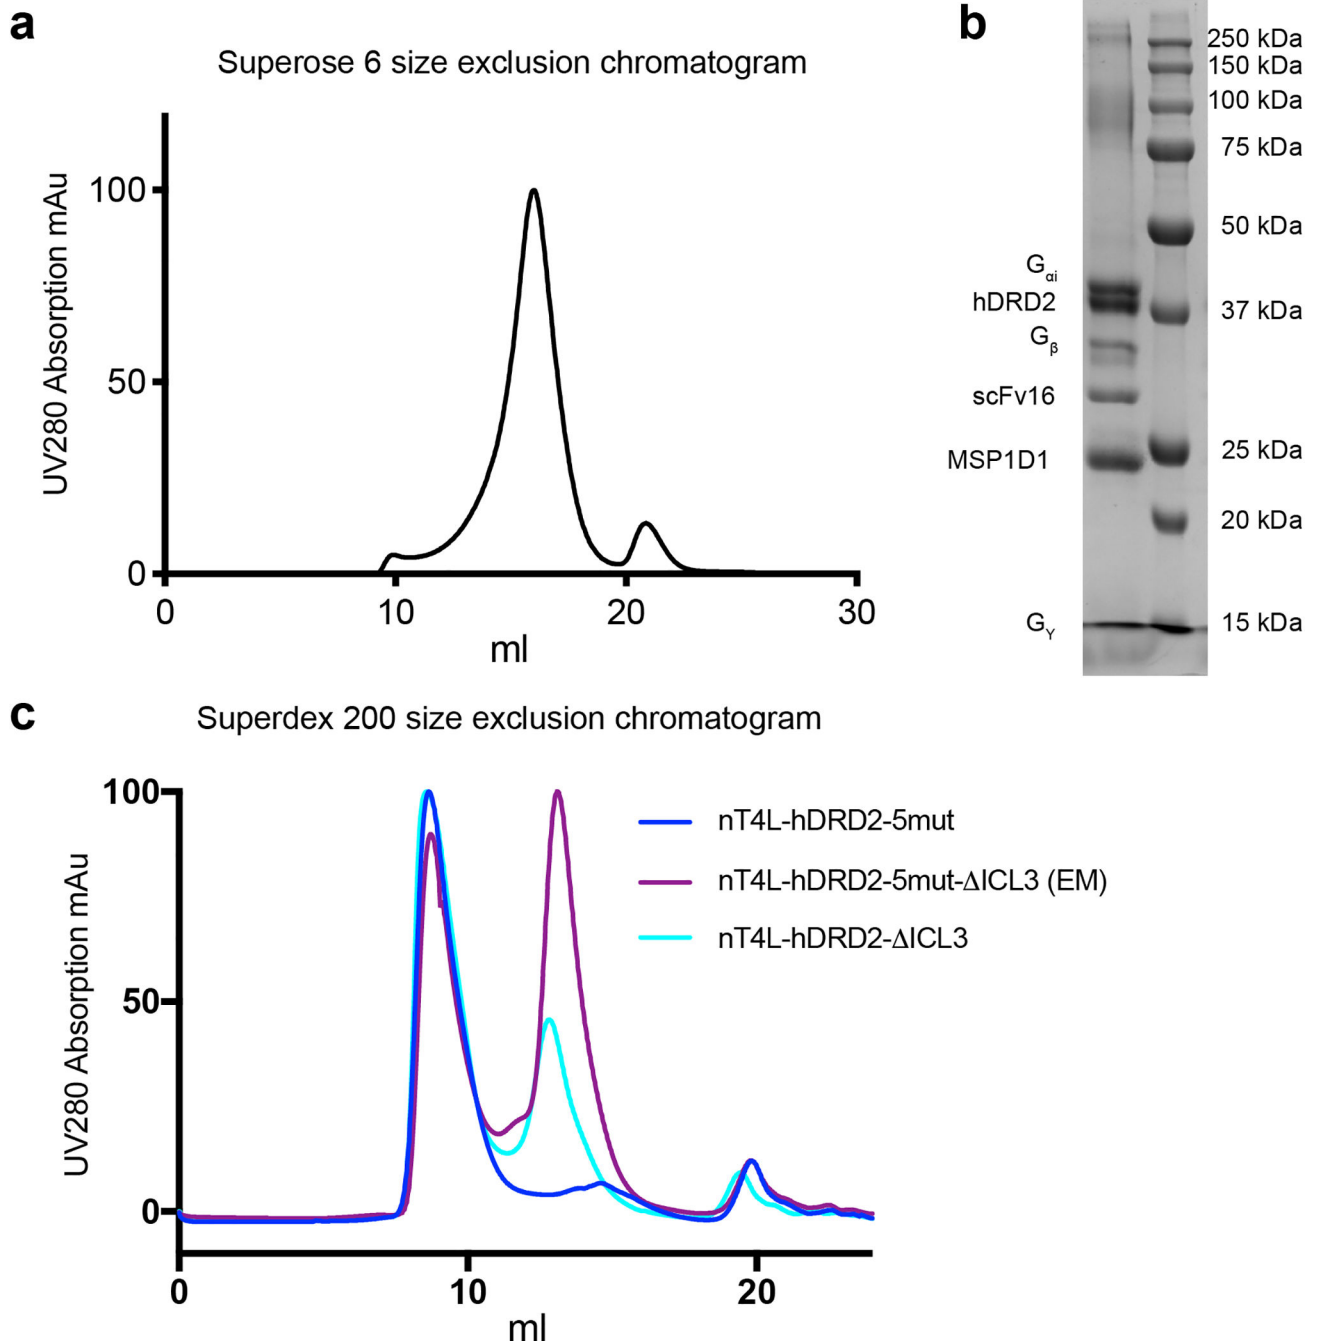 a
Superose 6 size exclusion chromatogram
UV280 Absorption mAu
100
50
0
0 10 20 30
ml
b
250 kDa
150 kDa
100 kDa
75 kDa
50 kDa
Gαi
hDRD2
37 kDa
Gβ
scFv16
25 kDa
MSP1D1
20 kDa
Gγ
15 kDa
c
Superdex 200 size exclusion chromatogram
UV280 Absorption mAu
100
50
0
nT4L-hDRD2-5mut
nT4L-hDRD2-5mut-ΔICL3 (EM)
nT4L-hDRD2-ΔICL3
0 10 20
ml